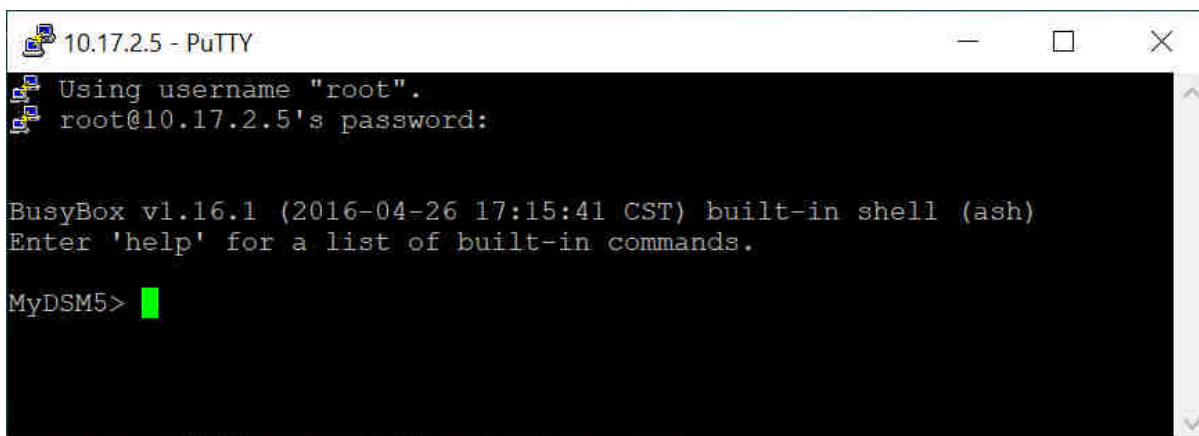 10.17.2.5 - PuTTY
Using username "root".
root@10.17.2.5's password:
BusyBox v1.16.1 (2016-04-26 17:15:41 CST) built-in shell (ash)
Enter 'help' for a list of built-in commands.
MyDSM5>